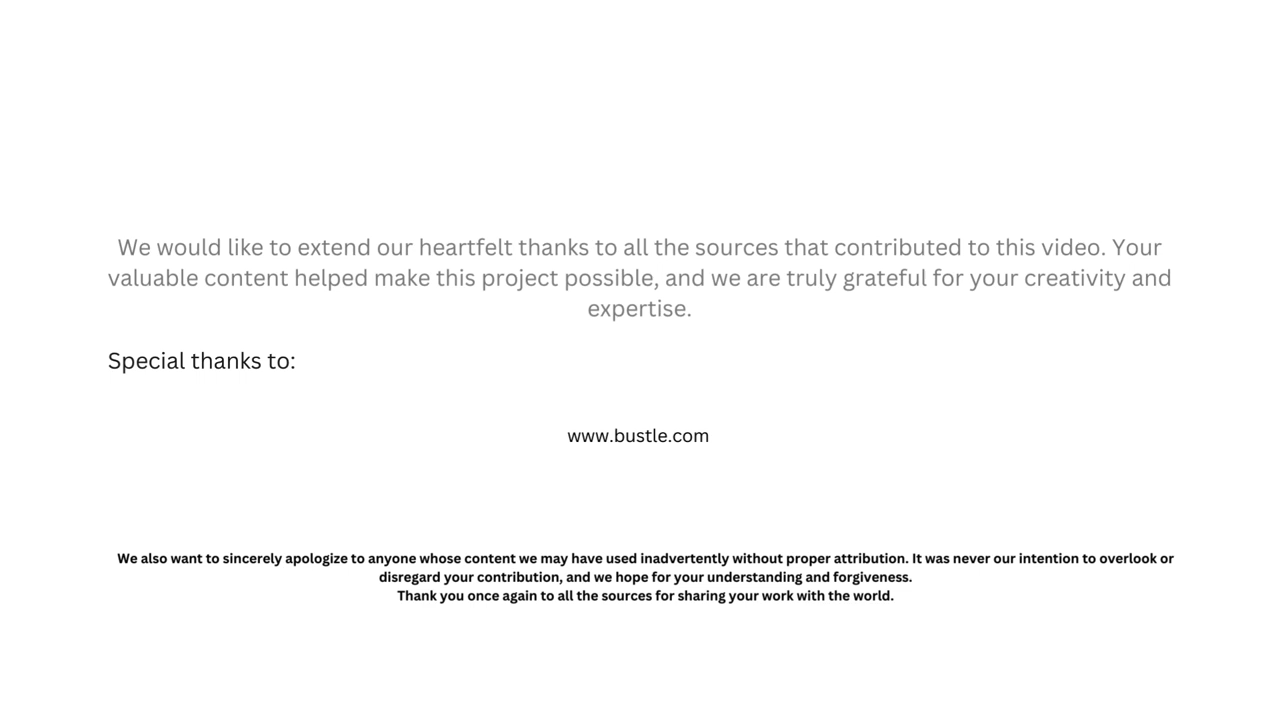 We would like to extend our heartfelt thanks to all the sources that contributed to this video. Your
valuable content helped make this project possible, and we are truly grateful for your creativity and
expertise.
Special thanks to:
www.bustle.com
We also want to sincerely apologize to anyone whose content we may have used inadvertently without proper attribution. It was never our intention to overlook or
disregard your contribution, and we hope for your understanding and forgiveness.
Thank you once again to all the sources for sharing your work with the world.